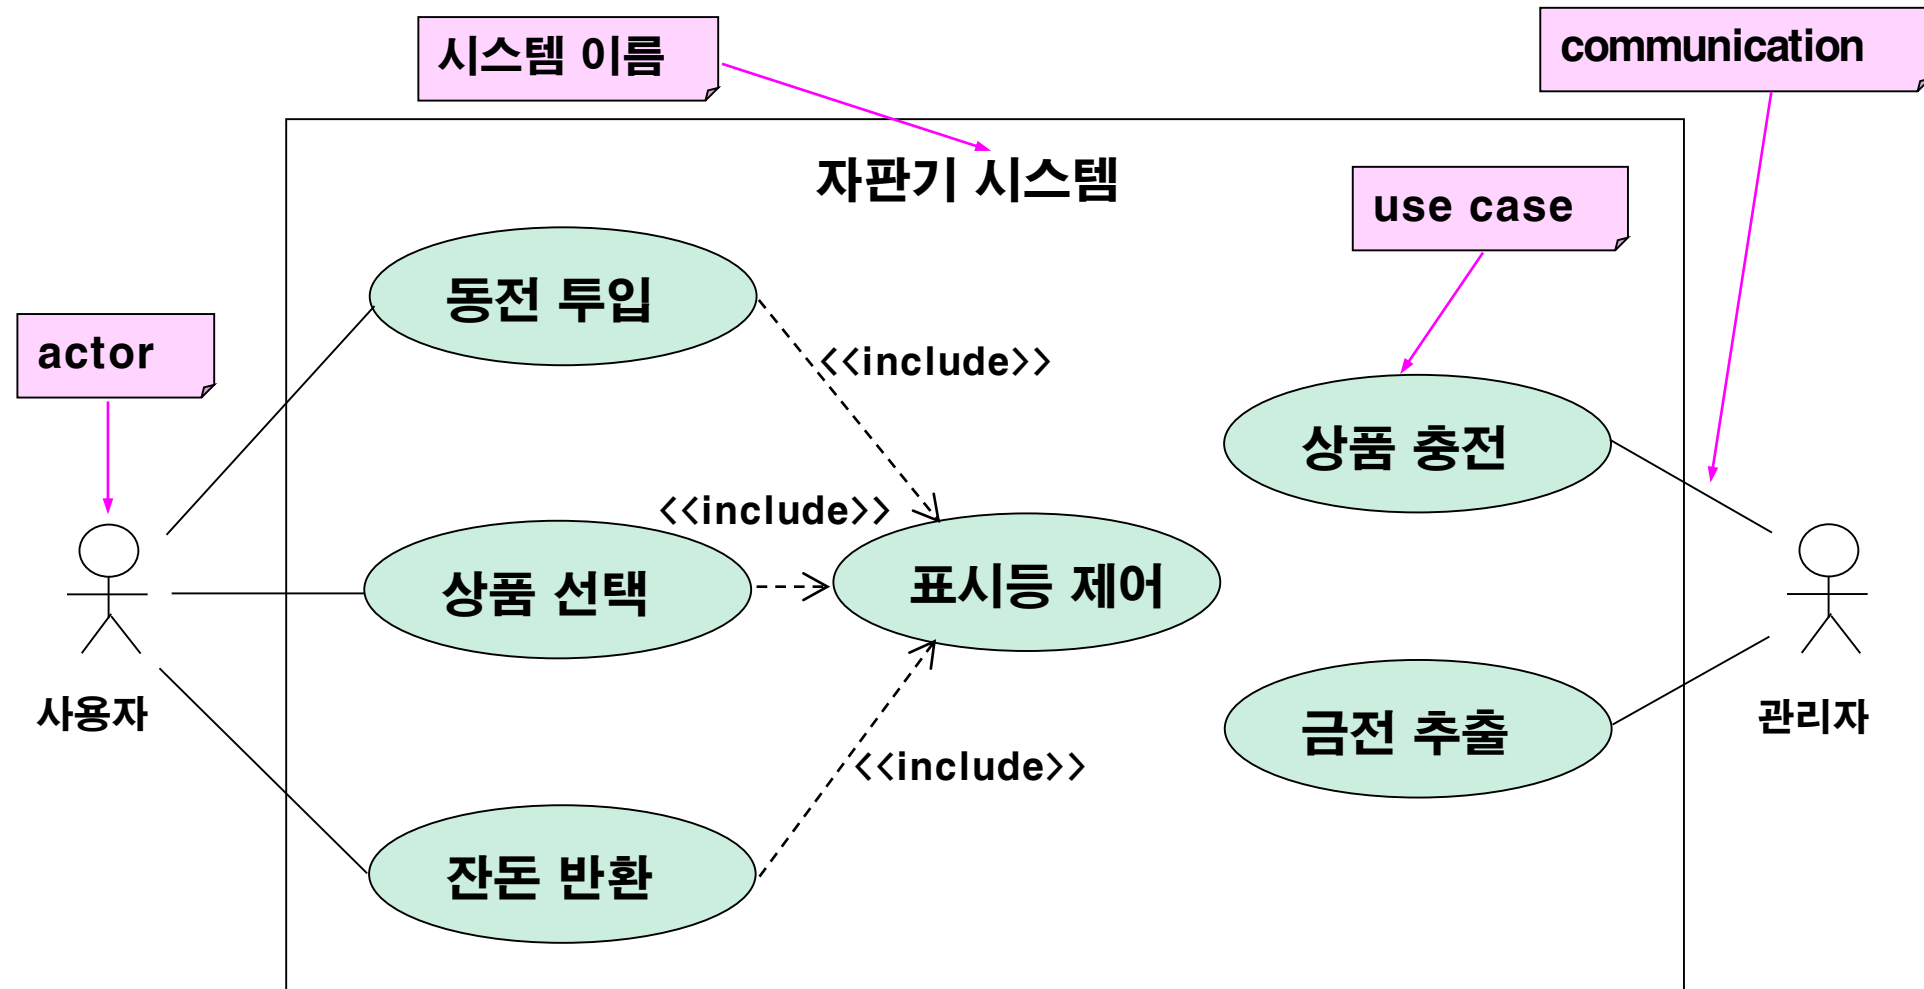 시스템 이름
communication
자판기 시스템
use case
동전 투입
actor
<<include>>
상품 충전
<<include>>
상품 선택
표시등 제어
사용자
금전 추출
관리자
<<include>>
잔돈 반환